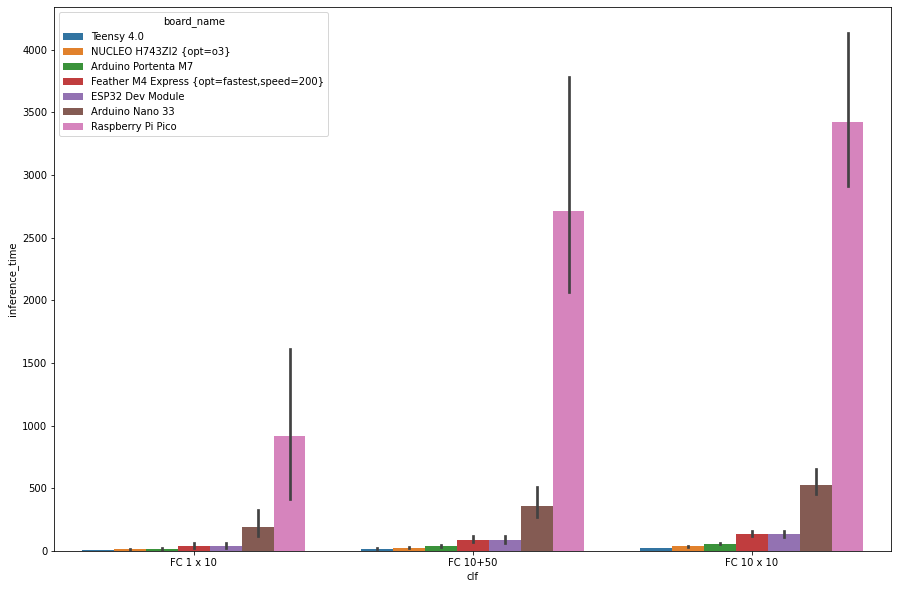 board_name
Teensy 4.0
NUCLEO H743ZI2 {opt=o3}
Arduino Portenta M7
Feather M4 Express {opt=fastest,speed=200}
ESP32 Dev Module
Arduino Nano 33
Raspberry Pi Pico
4000
3500
3000
2500
2000
1500
1000
500
0
inference_time
FC 1 x 10
FC 10+50
FC 10 x 10
clf